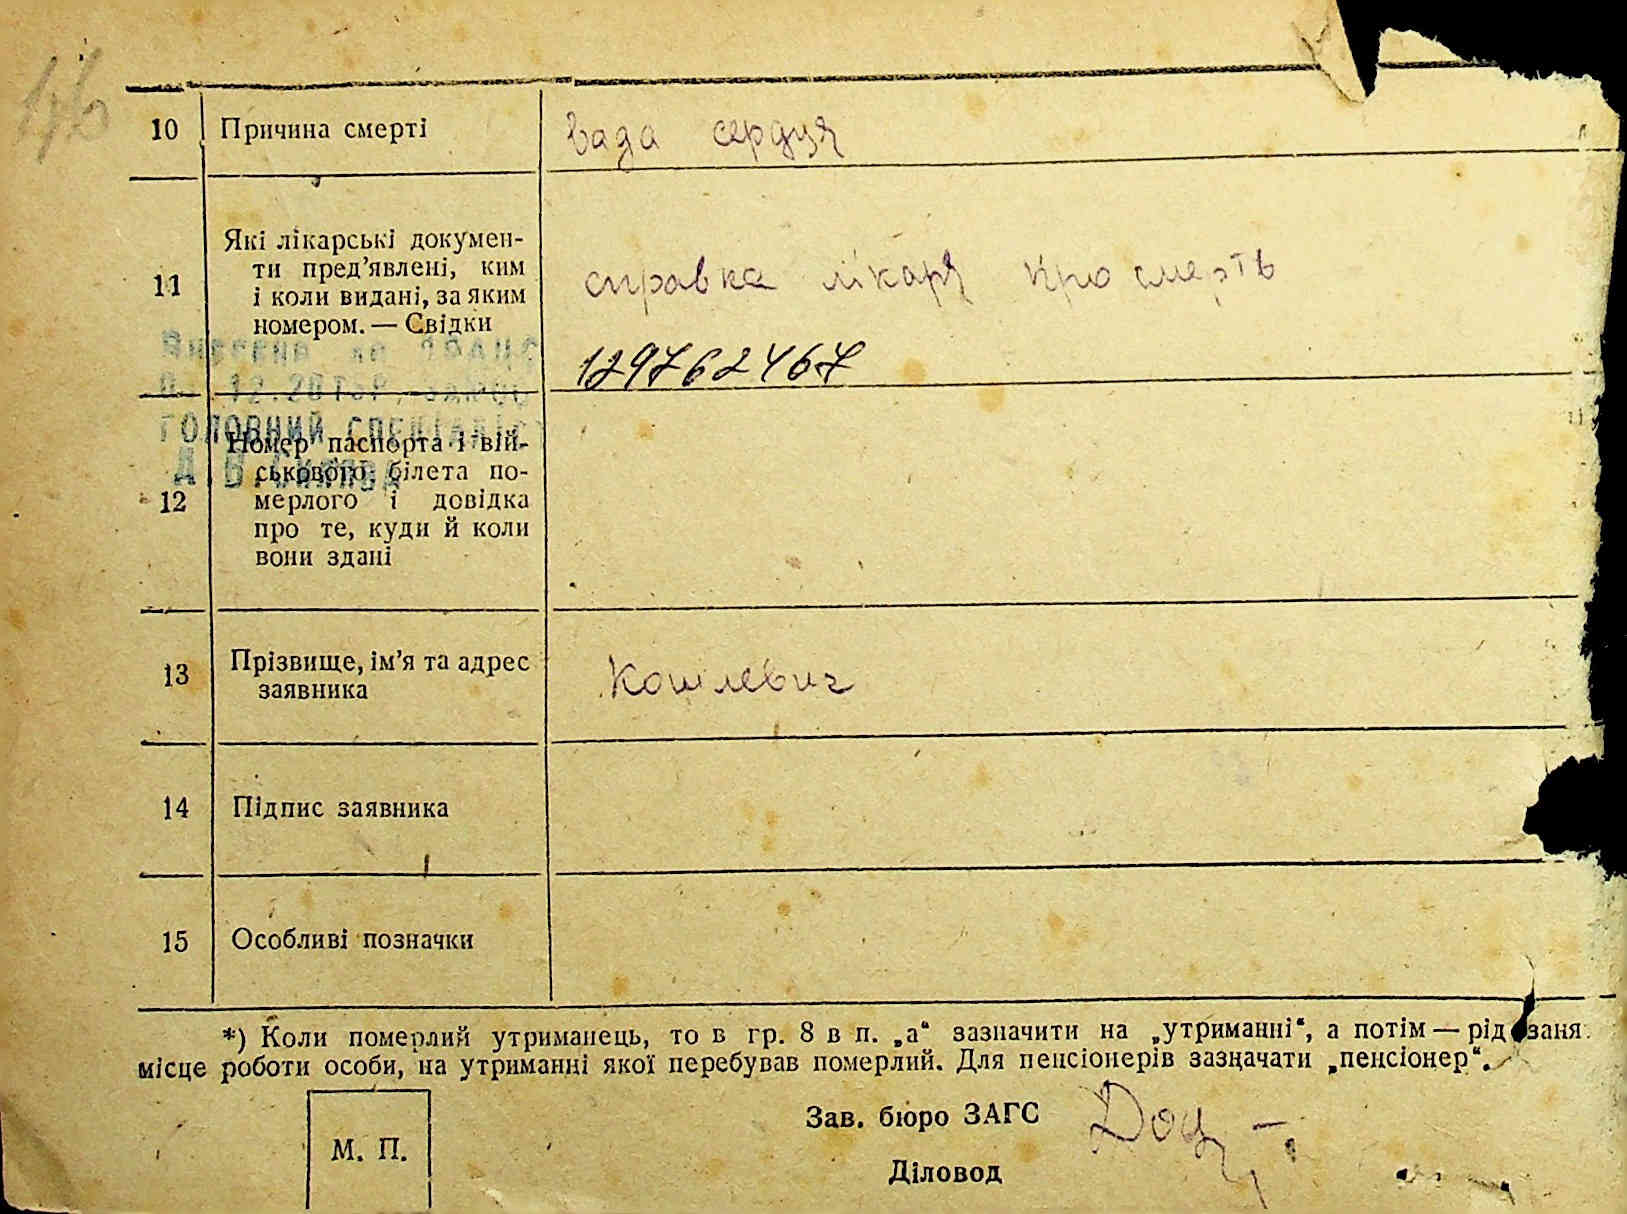 146
10 Причина смерті вада серця
11 Які лікарські докумен-
ти пред’явлені, ким
і коли видані, за яким
номером. — Свідки
справка лікаря про смерть
129762467
головний спеціаліст
12 Номер паспорта і вій-
ськового білета по-
мерлого і довідка
про те, куди й коли
вони здані
13 Прізвище, ім’я та адрес
заявника
Кошлевич
14 Підпис заявника
15 Особливі позначки
*) Коли померлий утриманець, то в гр. 8 в п. „а“ зазначити на „утриманні“, а потім — рід заня
місце роботи особи, на утриманні якої перебував померлий. Для пенсіонерів зазначати „пенсіонер“.
Зав. бюро ЗАГС
М. П.
Діловод